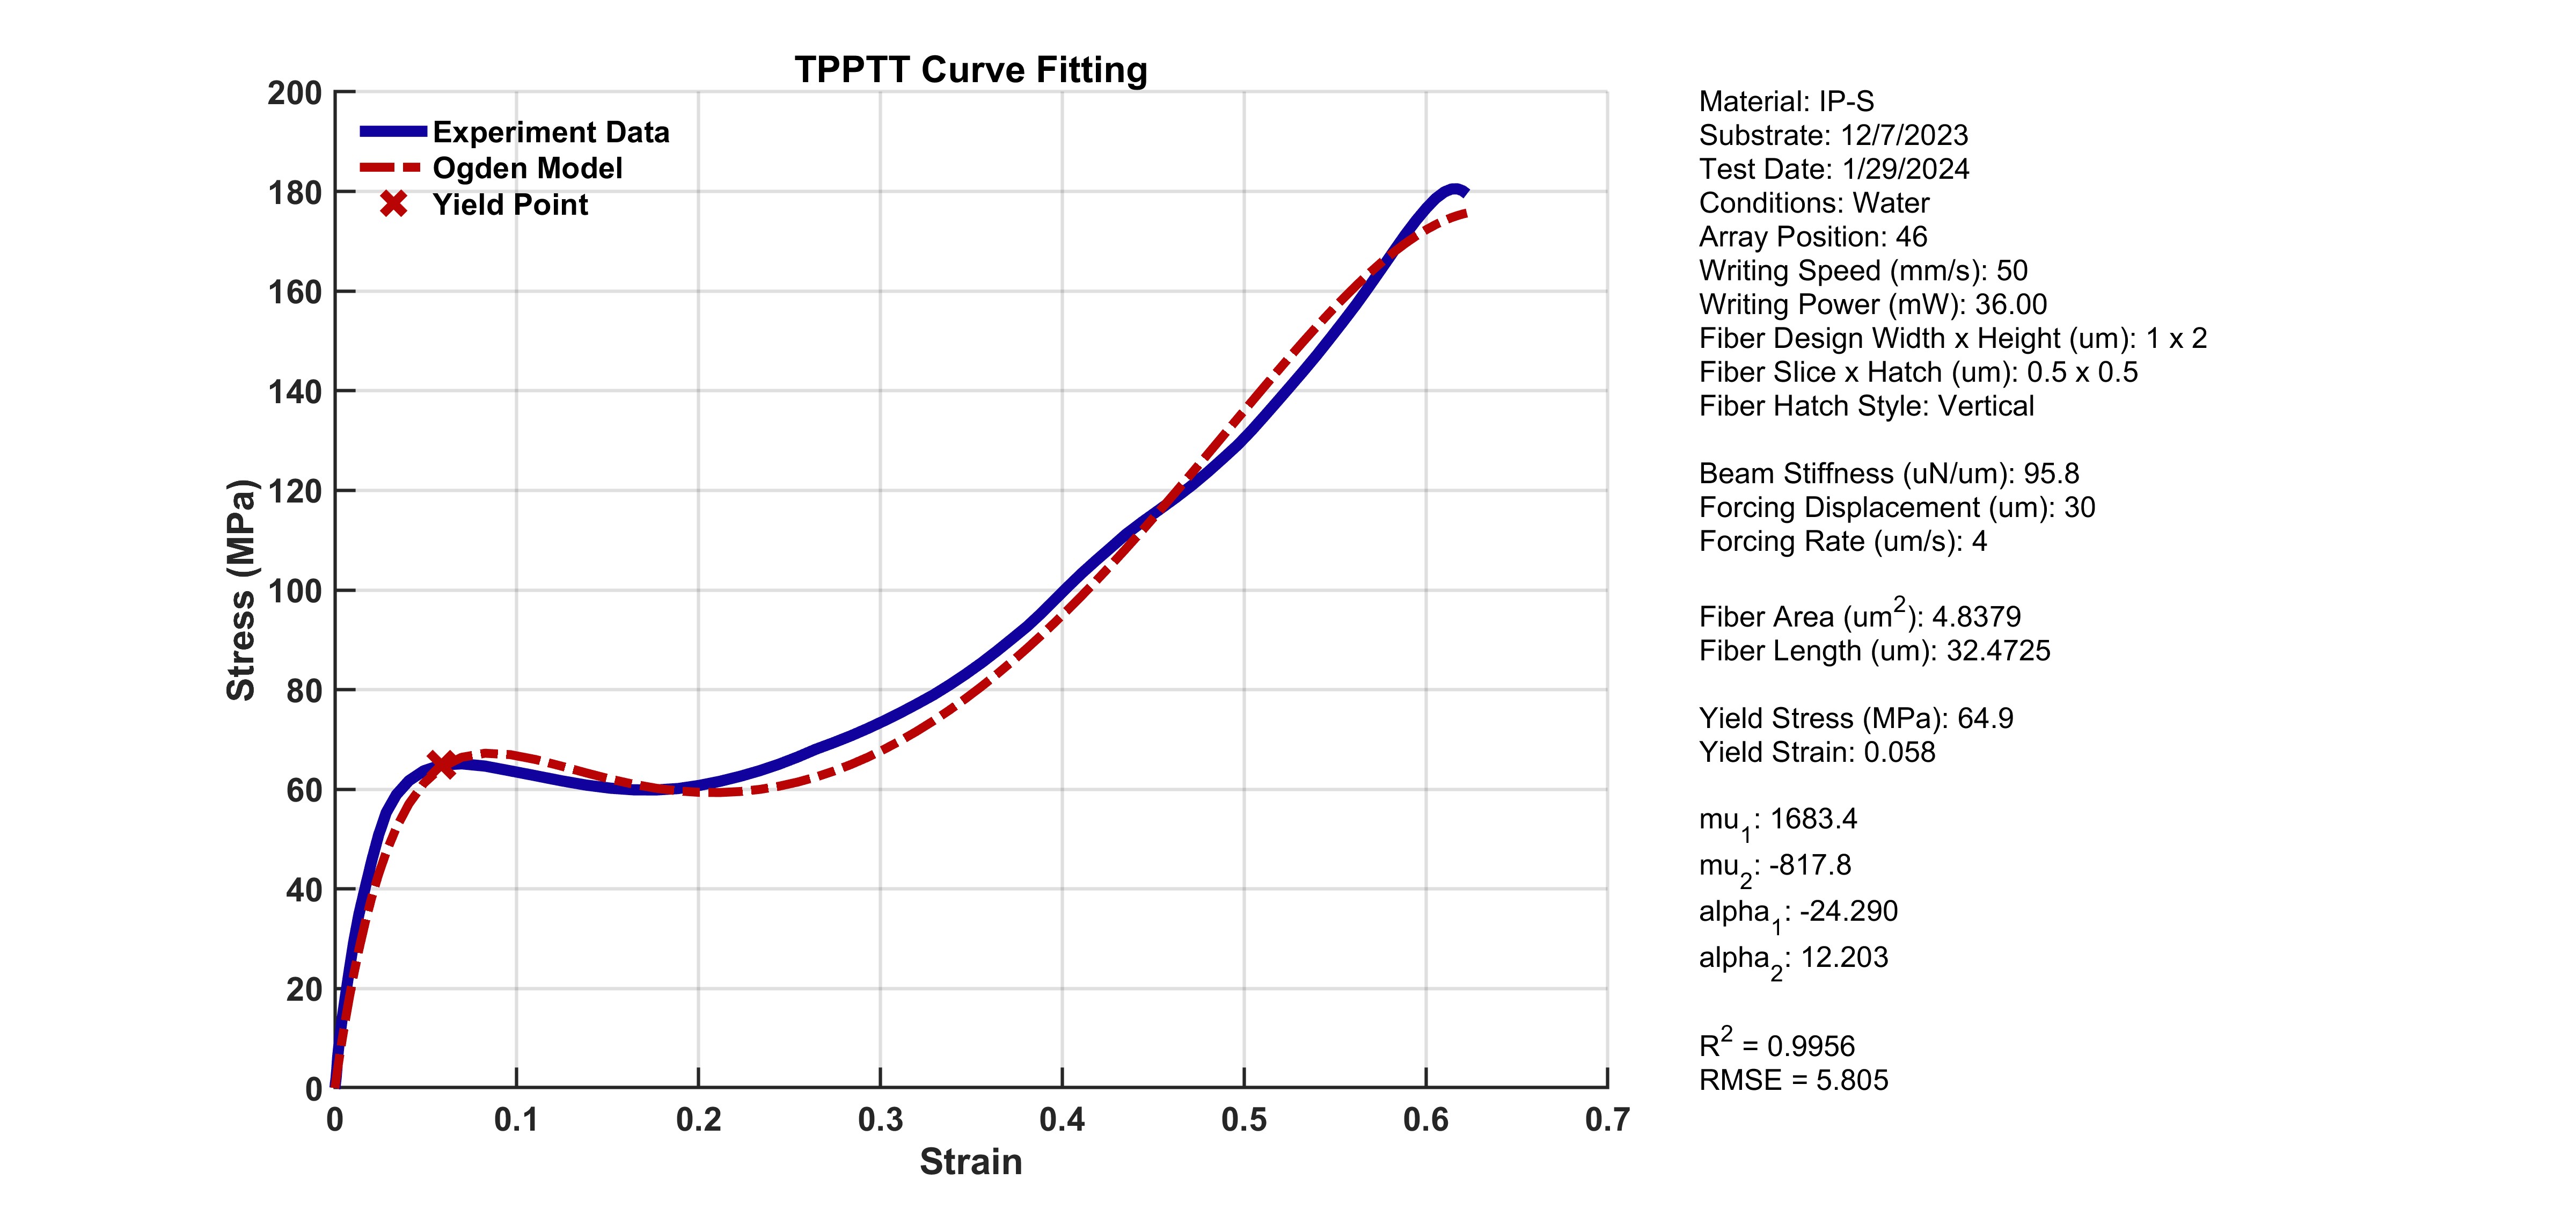 TPPTT Curve Fitting
200
180
160
140
120
100
80
60
40
20
0
Stress (MPa)
Experiment Data
Ogden Model
Yield Point
0 0.1 0.2 0.3 0.4 0.5 0.6 0.7
Strain
Material: IP-S
Substrate: 12/7/2023
Test Date: 1/29/2024
Conditions: Water
Array Position: 46
Writing Speed (mm/s): 50
Writing Power (mW): 36.00
Fiber Design Width x Height (um): 1 x 2
Fiber Slice x Hatch (um): 0.5 x 0.5
Fiber Hatch Style: Vertical
Beam Stiffness (uN/um): 95.8
Forcing Displacement (um): 30
Forcing Rate (um/s): 4
Fiber Area (um²): 4.8379
Fiber Length (um): 32.4725
Yield Stress (MPa): 64.9
Yield Strain: 0.058
mu₁: 1683.4
mu₂: -817.8
alpha₁: -24.290
alpha₂: 12.203
R² = 0.9956
RMSE = 5.805